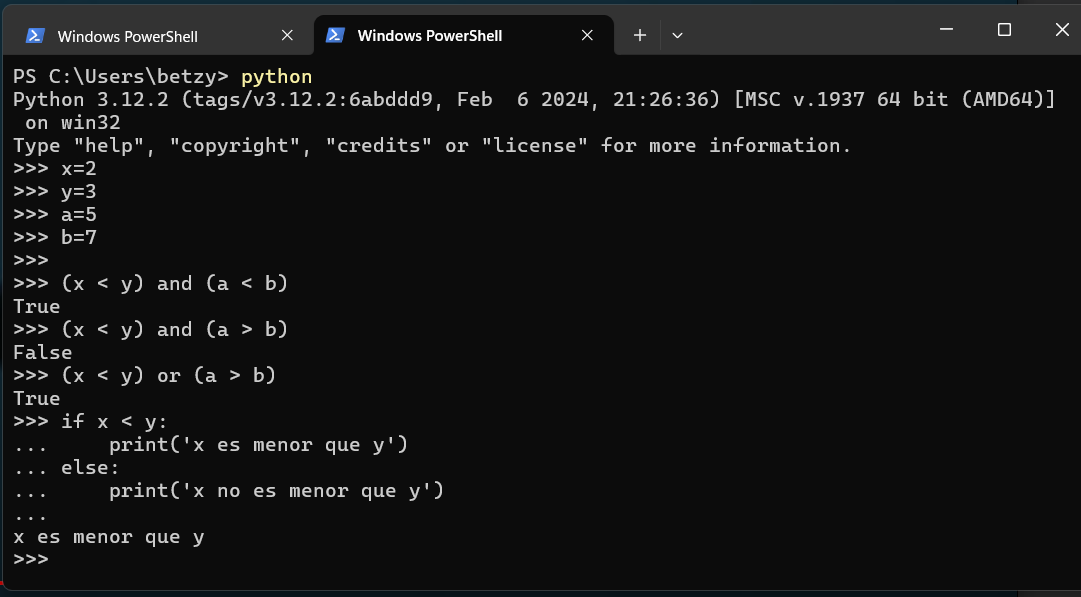 Windows PowerShell
Windows PowerShell
PS C:\Users\betzy> python
Python 3.12.2 (tags/v3.12.2:6abddd9, Feb  6 2024, 21:26:36) [MSC v.1937 64 bit (AMD64)]
 on win32
Type "help", "copyright", "credits" or "license" for more information.
>>> x=2
>>> y=3
>>> a=5
>>> b=7
>>>
>>> (x < y) and (a < b)
True
>>> (x < y) and (a > b)
False
>>> (x < y) or (a > b)
True
>>> if x < y:
...     print('x es menor que y')
... else:
...     print('x no es menor que y')
...
x es menor que y
>>>